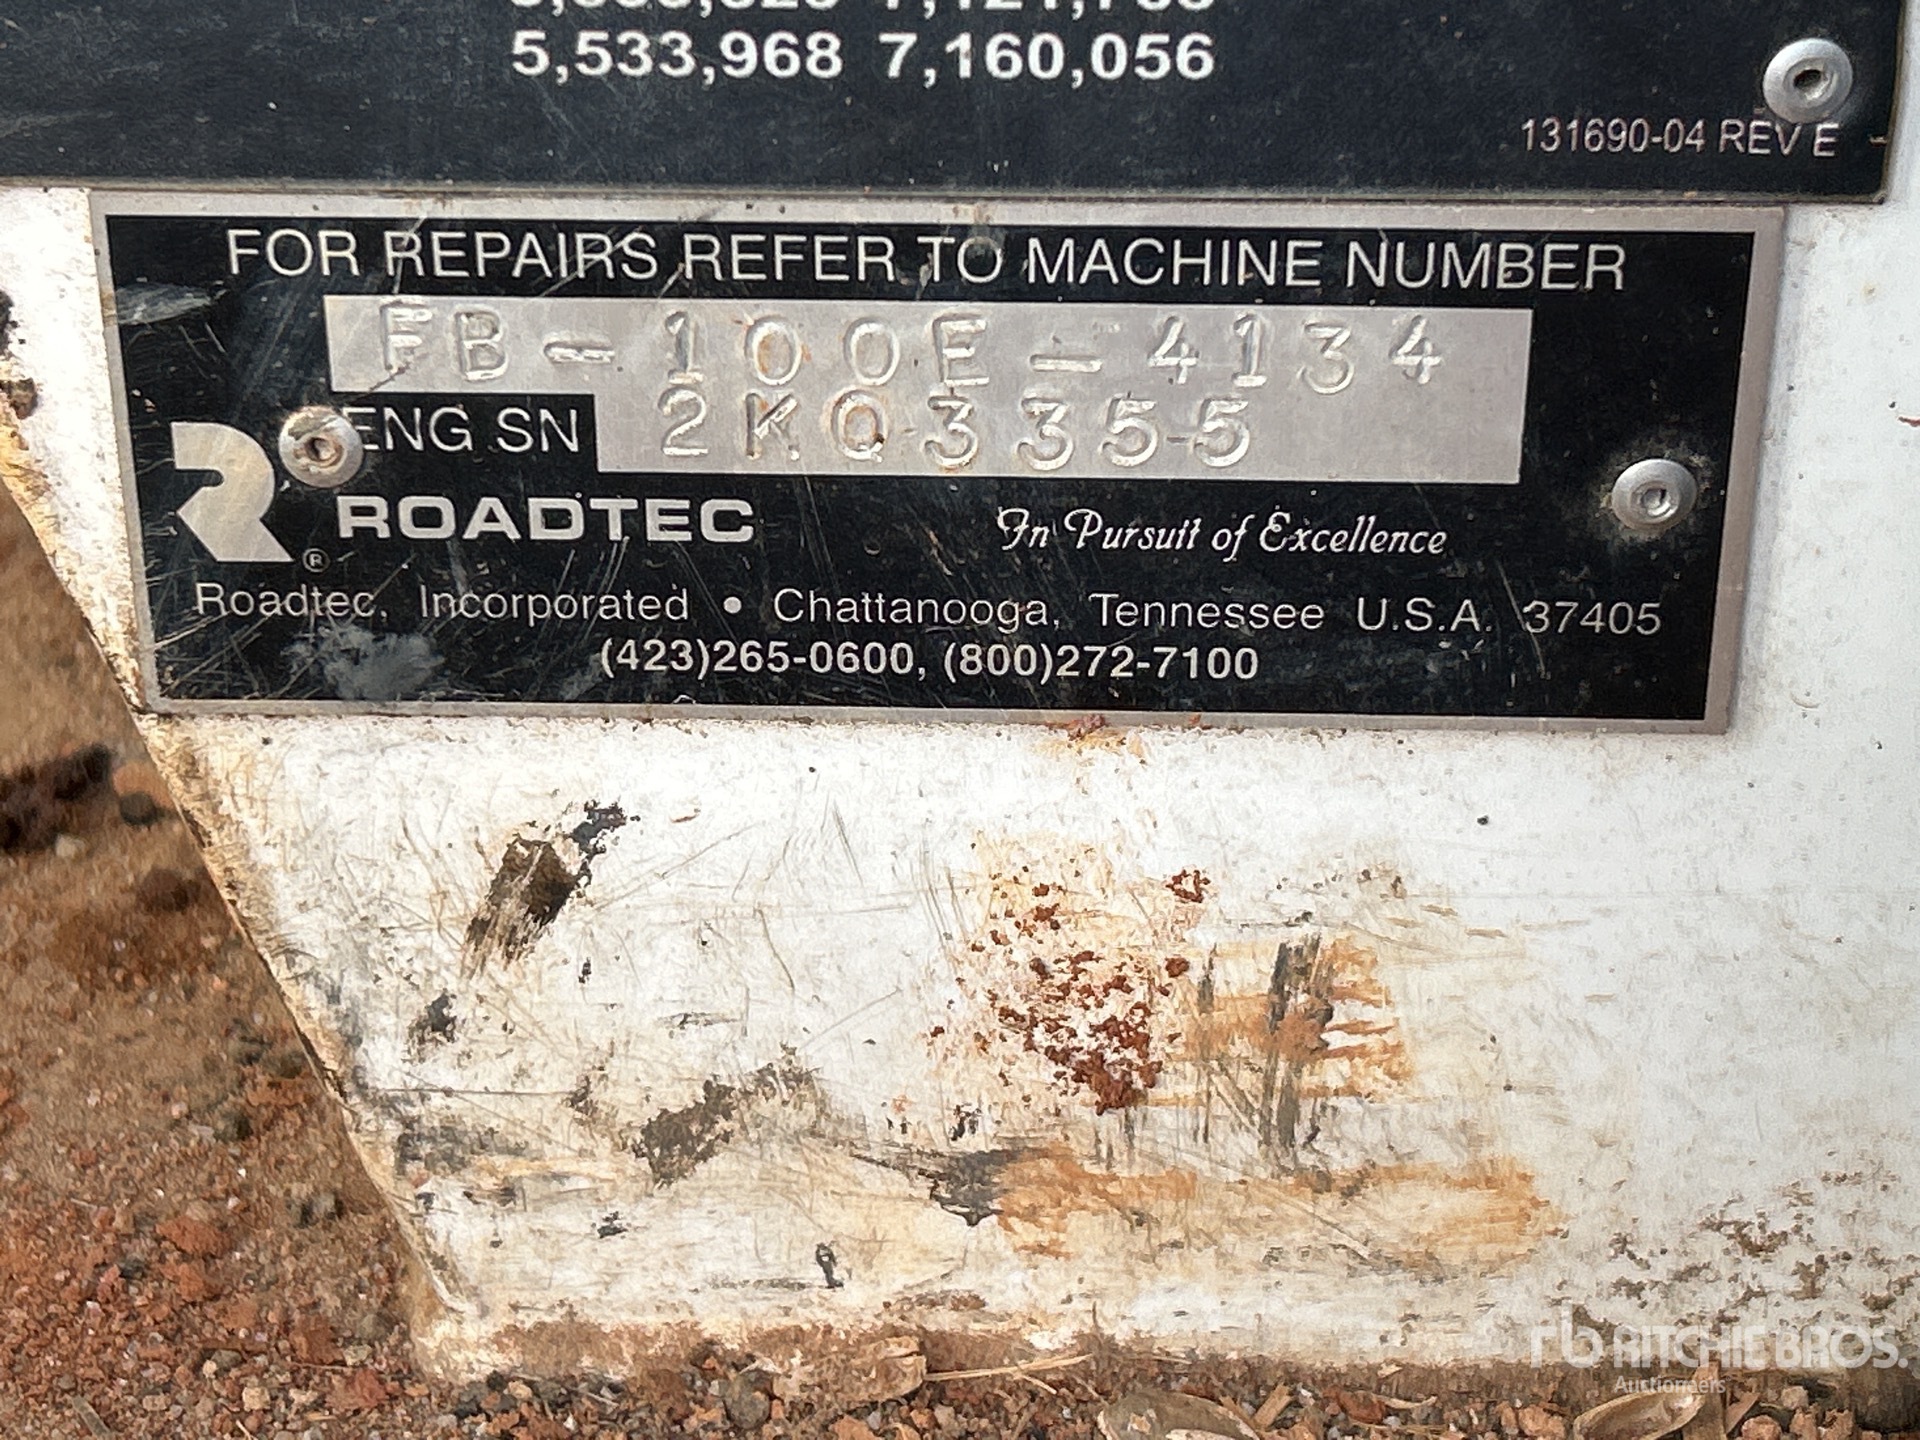 5,533,968 7,160,056
131690-04 REV E
FOR REPAIRS REFER TO MACHINE NUMBER
FB-100E-4134
ENG SN 2KQ3355
ROADTEC
®
In Pursuit of Excellence
Roadtec, Incorporated • Chattanooga, Tennessee U.S.A. 37405
(423)265-0600, (800)272-7100
rb RITCHIE BROS.
Auctioneers